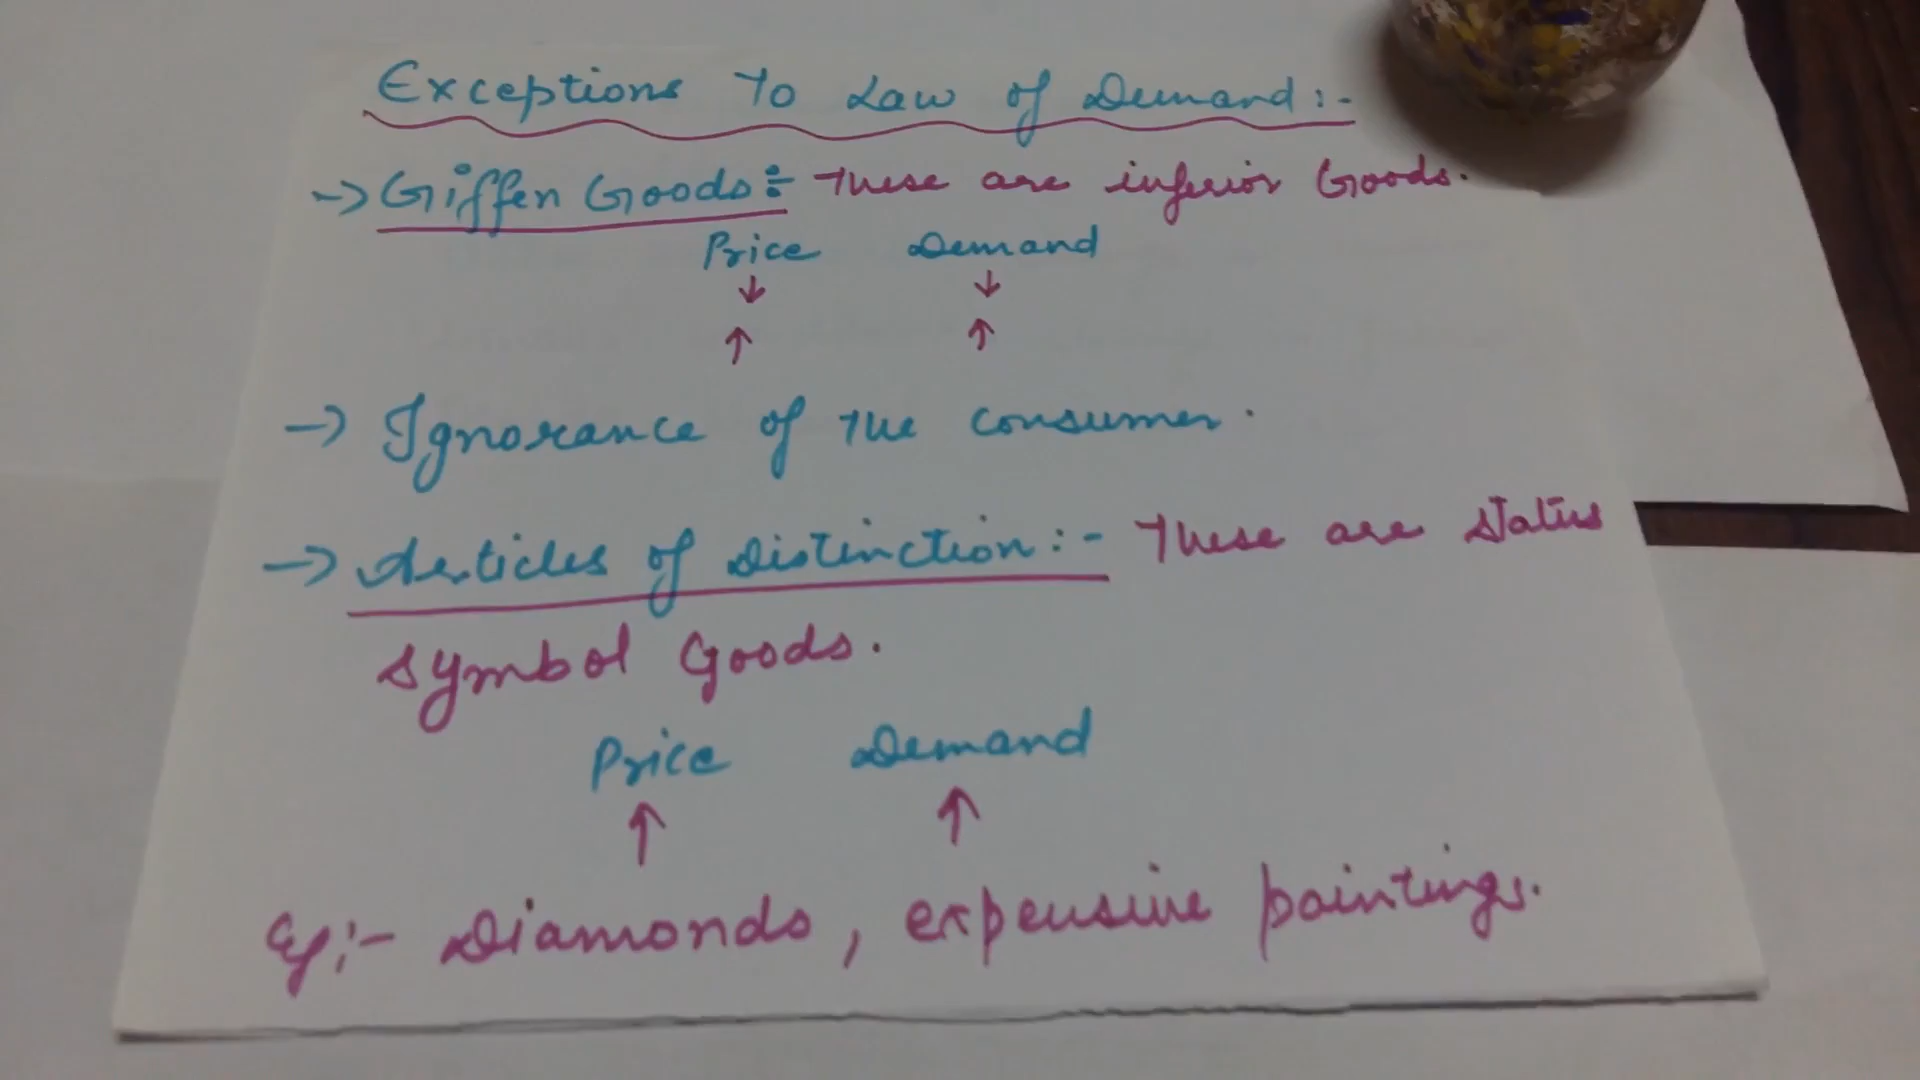 Exceptions To Law of Demand:-
→ Giffen Goods:- These are inferior Goods.
Price Demand
↓ ↓
↑ ↑
→ Ignorance of the consumer.
→ Articles of Distinction:- These are status
symbol Goods.
Price Demand
↑ ↑
Eg:- Diamonds, expensive paintings.